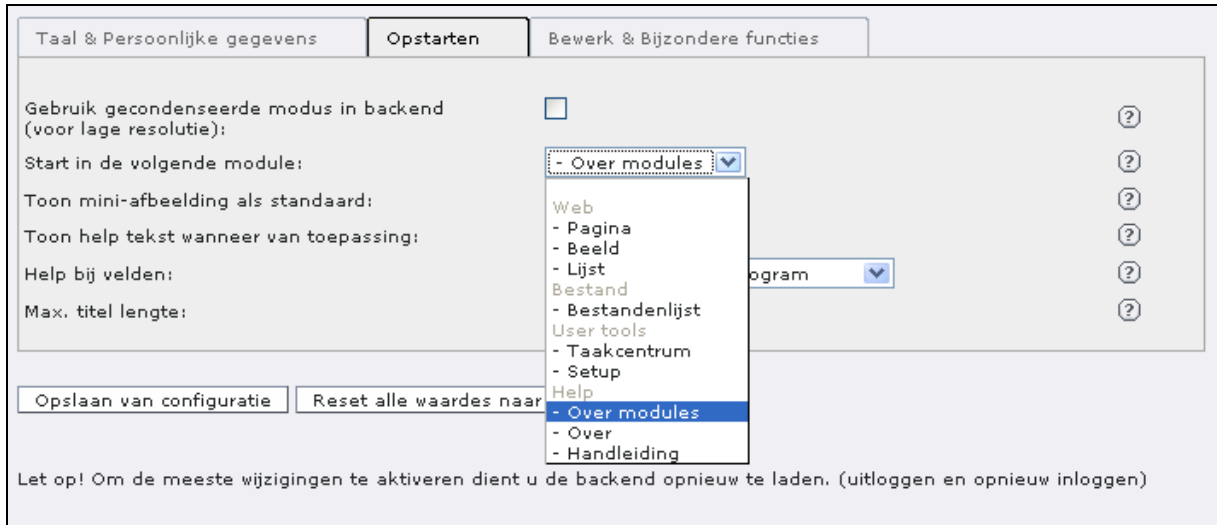 Taal & Persoonlijke gegevens
Opstarten
Bewerk & Bijzondere functies
Gebruik gecondenseerde modus in backend
(voor lage resolutie):
Start in de volgende module:
- Over modules
Toon mini-afbeelding als standaard:
Toon help tekst wanneer van toepassing:
Help bij velden:
Max. titel lengte:
Web
- Pagina
- Beeld
- Lijst
Bestand
- Bestandenlijst
User tools
- Taakcentrum
- Setup
Help
- Over modules
- Over
- Handleiding
ogram
?
?
?
?
?
?
Opslaan van configuratie
Reset alle waardes naar
Let op! Om de meeste wijzigingen te aktiveren dient u de backend opnieuw te laden. (uitloggen en opnieuw inloggen)